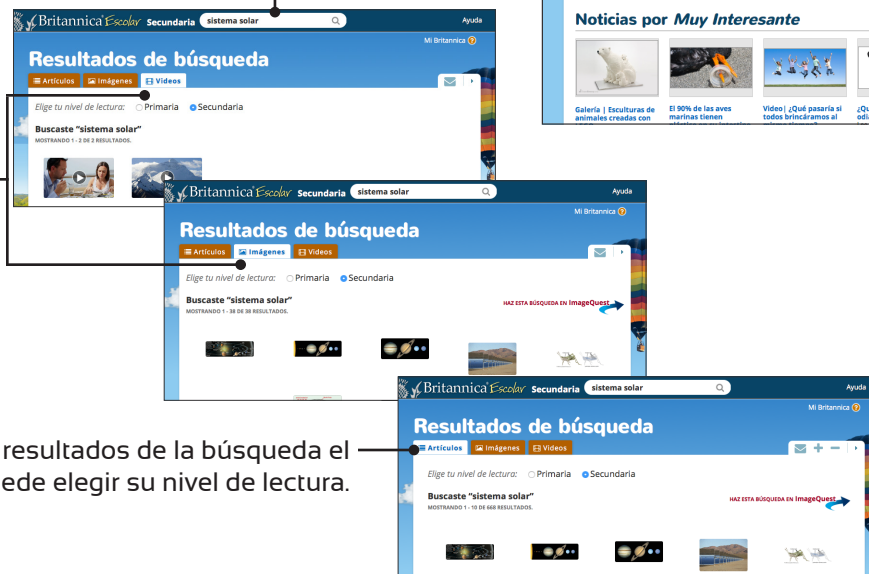 Britannica Escolar Secundaria sistema solar Ayuda
Mi Britannica ?
Resultados de búsqueda
Artículos Imágenes Videos
Elige tu nivel de lectura: Primaria Secundaria
Buscaste "sistema solar"
MOSTRANDO 1 - 2 DE 2 RESULTADOS.
Noticias por Muy Interesante
Galería | Esculturas de
animales creadas con
El 90% de las aves
marinas tienen
Video| ¿Qué pasaría si
todos brincáramos al
Britannica Escolar Secundaria sistema solar Ayuda
Mi Britannica ?
Resultados de búsqueda
Artículos Imágenes Videos
Elige tu nivel de lectura: Primaria Secundaria
Buscaste "sistema solar"
HAZ ESTA BÚSQUEDA EN ImageQuest
MOSTRANDO 1 - 38 DE 38 RESULTADOS.
resultados de la búsqueda el
ede elegir su nivel de lectura.
Britannica Escolar Secundaria sistema solar Ayuda
Mi Britannica ?
Resultados de búsqueda
Artículos Imágenes Videos
Elige tu nivel de lectura: Primaria Secundaria
Buscaste "sistema solar"
HAZ ESTA BÚSQUEDA EN ImageQuest
MOSTRANDO 1 - 10 DE 668 RESULTADOS.